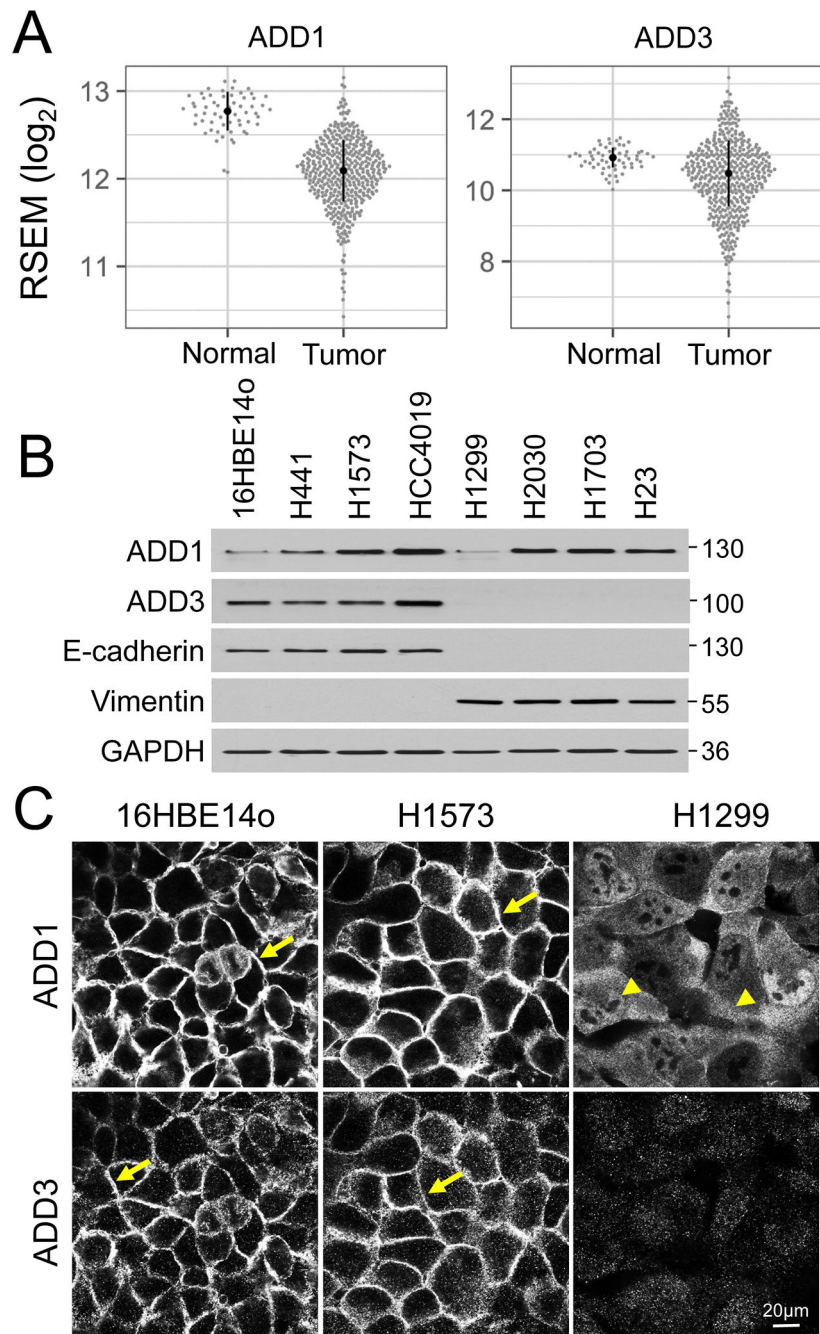 A
ADD1
ADD3
RSEM (log₂)
13
12
11
12
10
8
Normal
Tumor
Normal
Tumor
B
16HBE14o
H441
H1573
HCC4019
H1299
H2030
H1703
H23
ADD1
130
ADD3
100
E-cadherin
130
Vimentin
55
GAPDH
36
C
16HBE14o
H1573
H1299
ADD1
ADD3
20µm